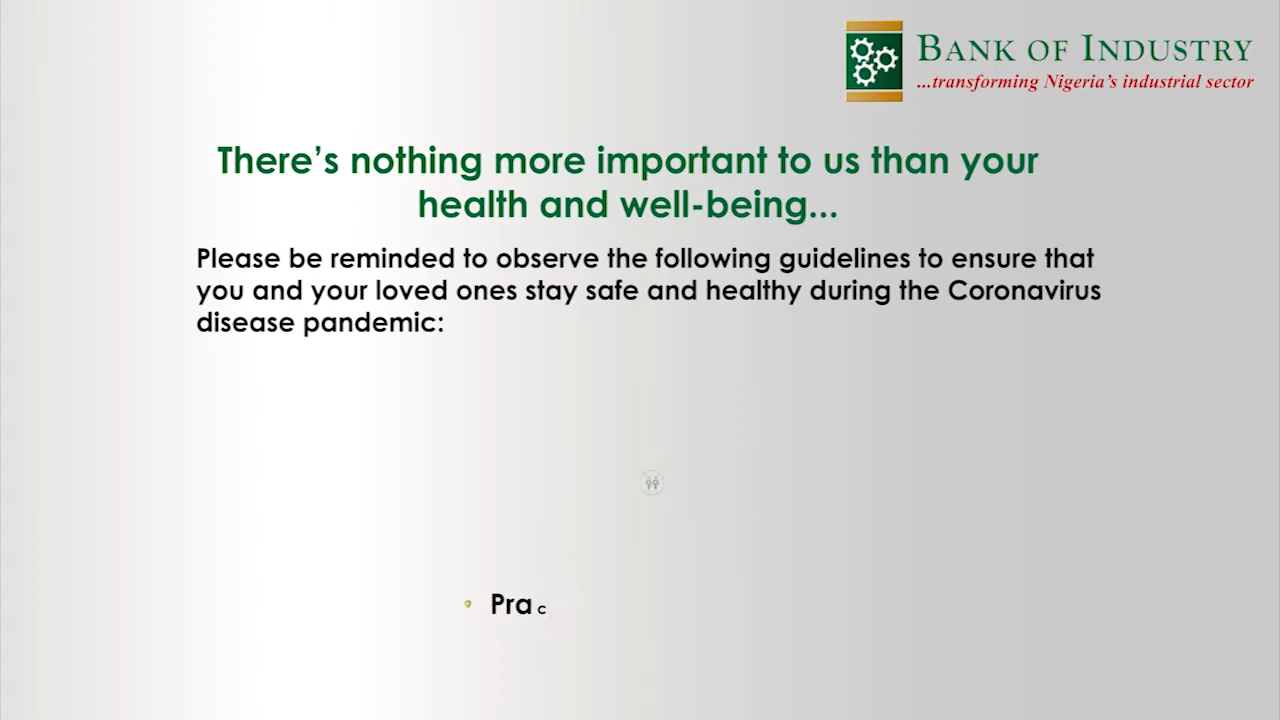 BANK OF INDUSTRY
...transforming Nigeria's industrial sector
There's nothing more important to us than your
health and well-being...
Please be reminded to observe the following guidelines to ensure that
you and your loved ones stay safe and healthy during the Coronavirus
disease pandemic:
Prac